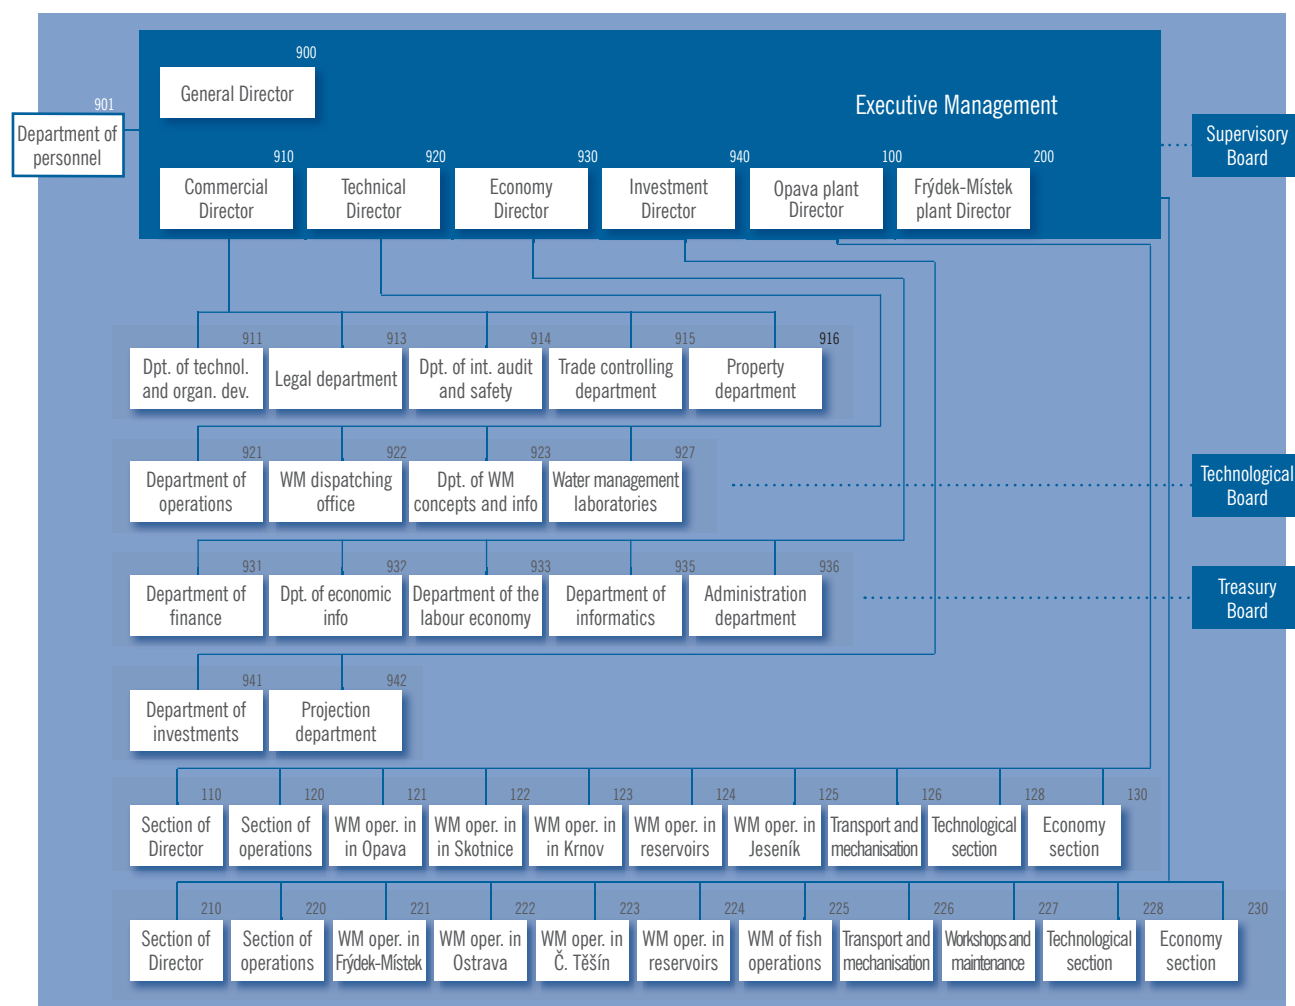 900
General Director
Executive Management
901
Department of
personnel
Supervisory
Board
910
920
930
940
100
200
Commercial
Director
Technical
Director
Economy
Director
Investment
Director
Opava plant
Director
Frýdek-Místek
plant Director
911
913
914
915
916
Dpt. of technol.
and organ. dev.
Legal department
Dpt. of int. audit
and safety
Trade controlling
department
Property
department
921
922
923
927
Department of
operations
WM dispatching
office
Dpt. of WM
concepts and info
Water management
laboratories
Technological
Board
931
932
933
935
936
Department of
finance
Dpt. of economic
info
Department of the
labour economy
Department of
informatics
Administration
department
Treasury
Board
941
942
Department of
investments
Projection
department
110
120
121
122
123
124
125
126
128
130
Section of
Director
Section of
operations
WM oper. in
in Opava
WM oper. in
in Skotnice
WM oper. in
in Krnov
WM oper. in
reservoirs
WM oper. in
Jeseník
Transport and
mechanisation
Technological
section
Economy
section
210
220
221
222
223
224
225
226
227
228
230
Section of
Director
Section of
operations
WM oper. in
Frýdek-Místek
WM oper. in
Ostrava
WM oper. in
Č. Těšín
WM oper. in
reservoirs
WM of fish
operations
Transport and
mechanisation
Workshops and
maintenance
Technological
section
Economy
section